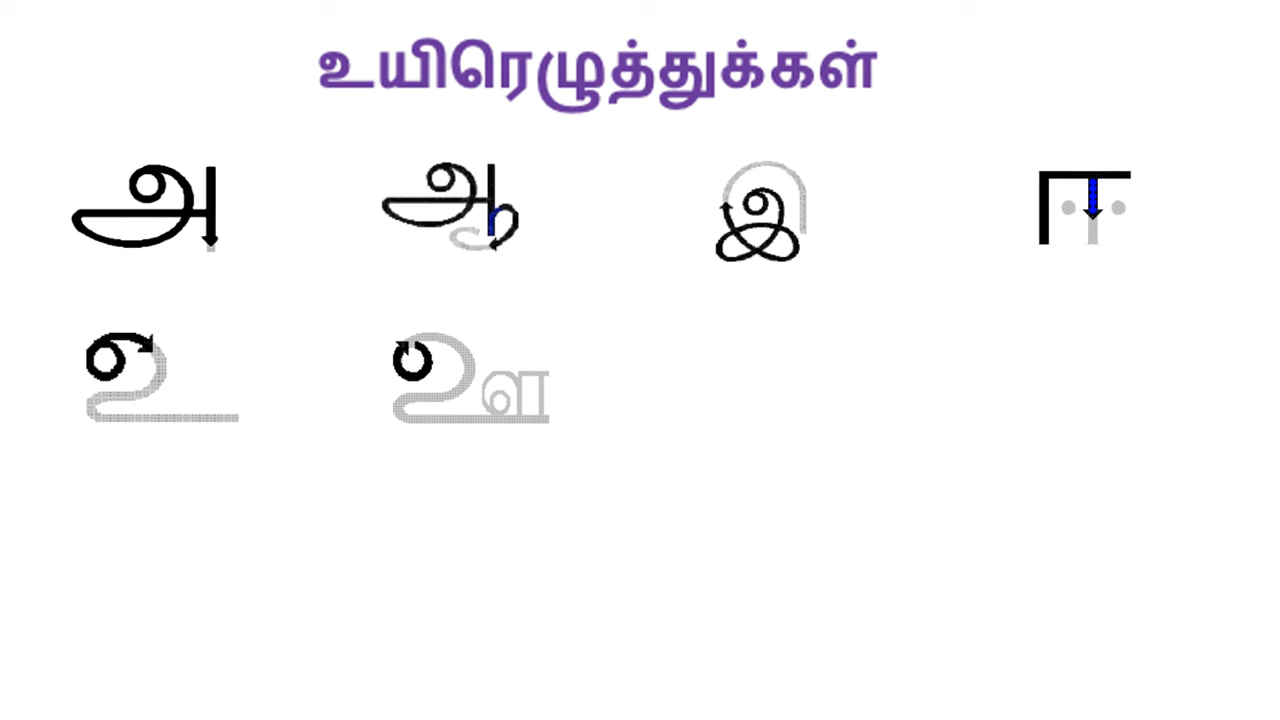 உயிரெழுத்துக்கள்
அ ஆ இ ஈ
உ ஊ